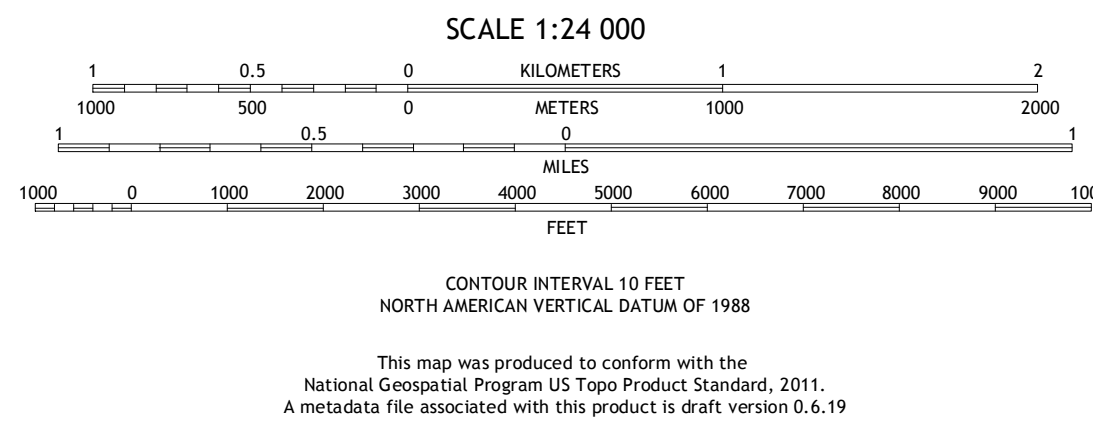 SCALE 1:24 000
1 0.5 0 KILOMETERS 1 2
1000 500 0 METERS 1000 2000
1 0.5 0 1
MILES
1000 0 1000 2000 3000 4000 5000 6000 7000 8000 9000
FEET
CONTOUR INTERVAL 10 FEET
NORTH AMERICAN VERTICAL DATUM OF 1988
This map was produced to conform with the
National Geospatial Program US Topo Product Standard, 2011.
A metadata file associated with this product is draft version 0.6.19